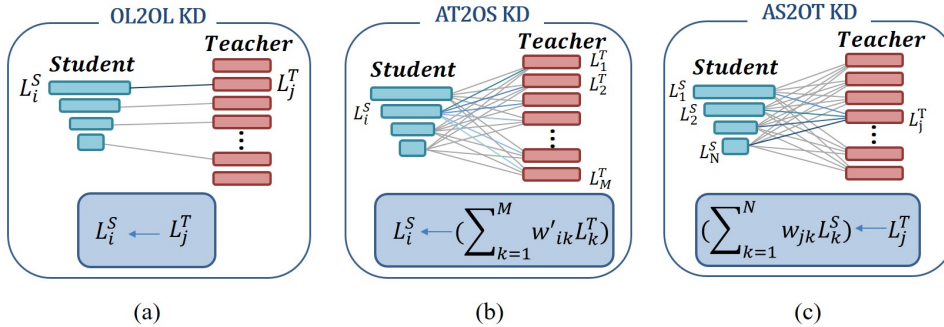 OL2OL KD
Student
Teacher
L_i^S
L_j^T
L_i^S ← L_j^T
(a)
AT2OS KD
Student
Teacher
L_1^T
L_2^T
L_i^S
L_M^T
L_i^S ← (∑_{k=1}^{M} w'_{ik} L_k^T)
(b)
AS2OT KD
Student
Teacher
L_1^S
L_2^S
L_N^S
L_j^T
(∑_{k=1}^{N} w_{jk} L_k^S) ← L_j^T
(c)